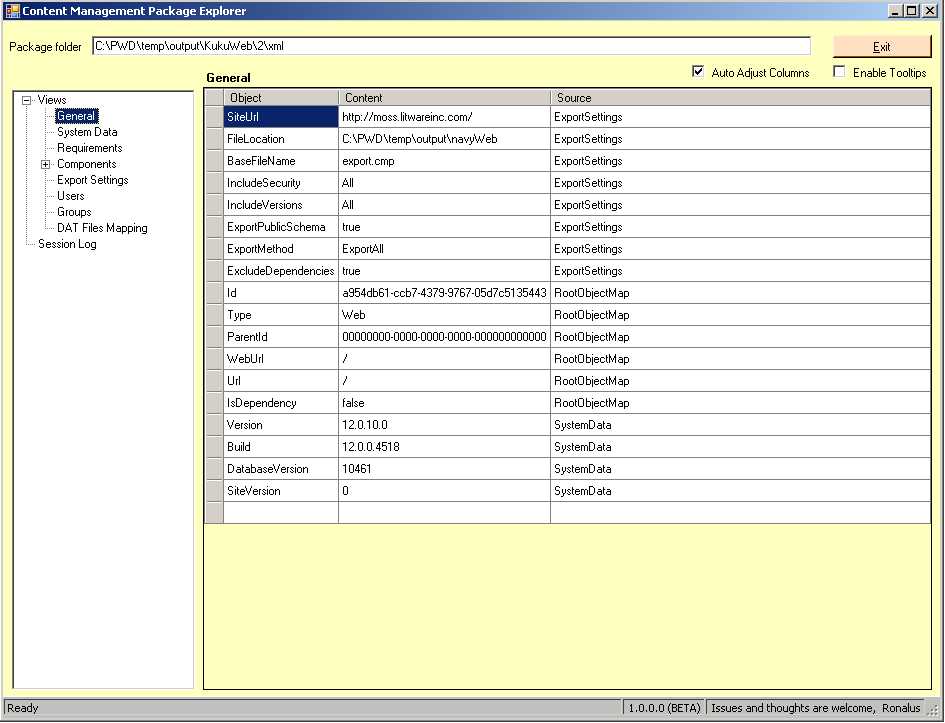 Content Management Package Explorer
Package folder C:\PWD\temp\output\KukuWeb\2\xml Exit
General Auto Adjust Columns Enable Tooltips
Views
General
System Data
Requirements
Components
Export Settings
Users
Groups
DAT Files Mapping
Session Log
Object Content Source
SiteUrl http://moss.litwareinc.com/ ExportSettings
FileLocation C:\PWD\temp\output\navyWeb ExportSettings
BaseFileName export.cmp ExportSettings
IncludeSecurity All ExportSettings
IncludeVersions All ExportSettings
ExportPublicSchema true ExportSettings
ExportMethod ExportAll ExportSettings
ExcludeDependencies true ExportSettings
Id a954db61-ccb7-4379-9767-05d7c5135443 RootObjectMap
Type Web RootObjectMap
ParentId 00000000-0000-0000-0000-000000000000 RootObjectMap
WebUrl / RootObjectMap
Url / RootObjectMap
IsDependency false RootObjectMap
Version 12.0.10.0 SystemData
Build 12.0.0.4518 SystemData
DatabaseVersion 10461 SystemData
SiteVersion 0 SystemData
Ready 1.0.0.0 (BETA) Issues and thoughts are welcome, Ronalus